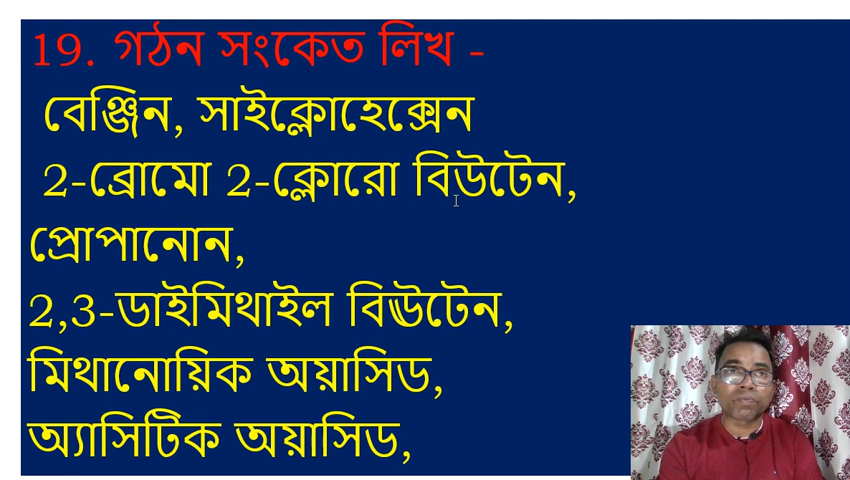 19. গঠন সংকেত লিখ -
বেঞ্জিন, সাইক্লোহেক্সেন
2-ব্রোমো 2-ক্লোরো বিউটেন,
প্রোপানোন,
2,3-ডাইমিথাইল বিঊটেন,
মিথানোয়িক অয়াসিড,
অ্যাসিটিক অয়াসিড,